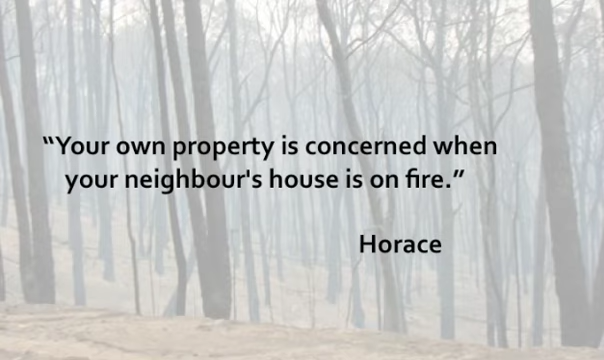 “Your own property is concerned when
your neighbour's house is on fire.”
Horace